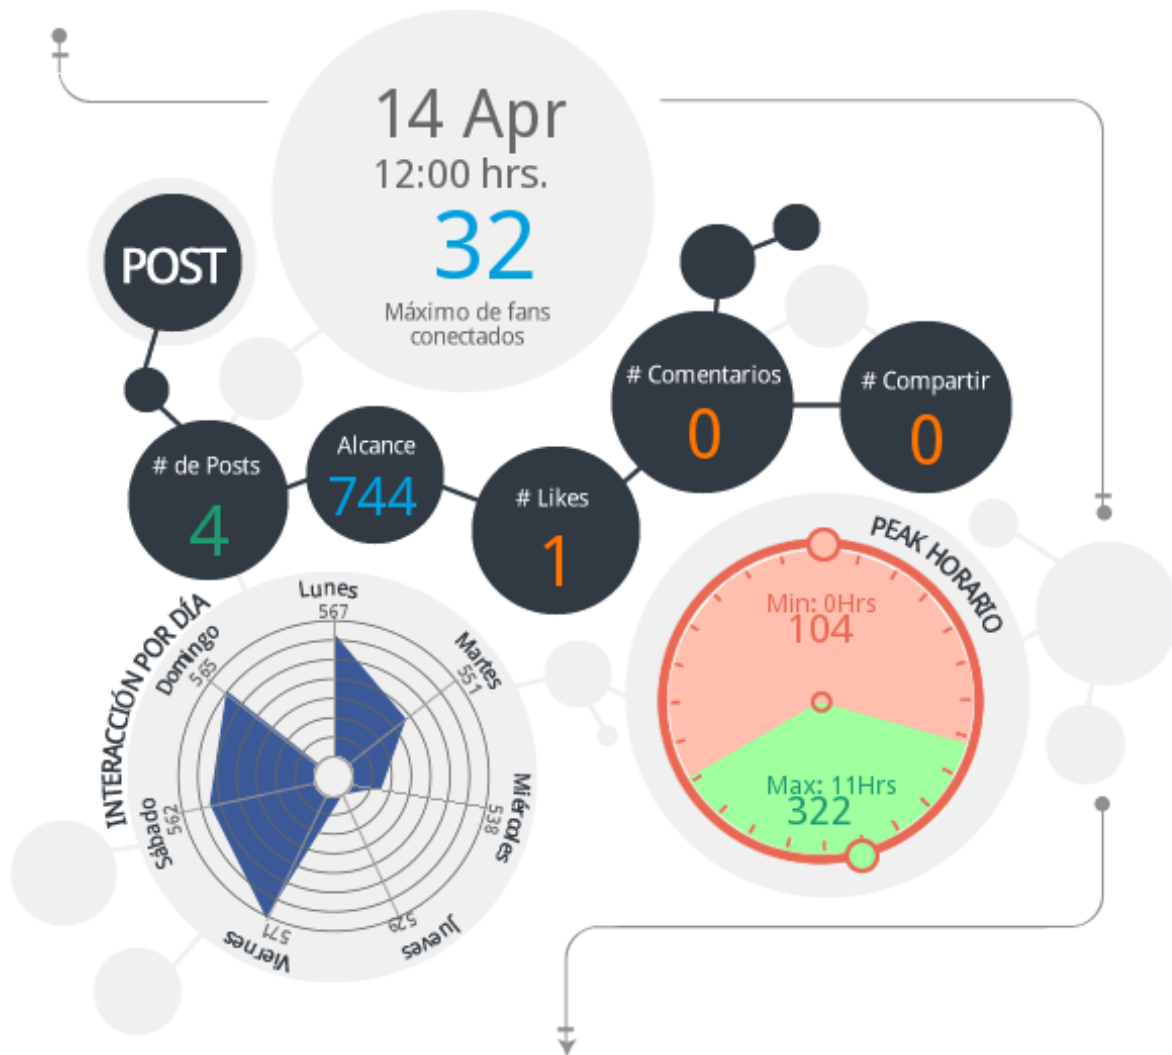 14 Apr
12:00 hrs.
32
Máximo de fans
conectados
POST
# de Posts
4
Alcance
744
# Likes
1
# Comentarios
0
# Compartir
0
INTERACCIÓN POR DÍA
Lunes
567
Martes
551
Miércoles
538
Jueves
529
Viernes
571
Sábado
562
Domingo
565
PEAK HORARIO
Min: 0Hrs
104
Max: 11Hrs
322